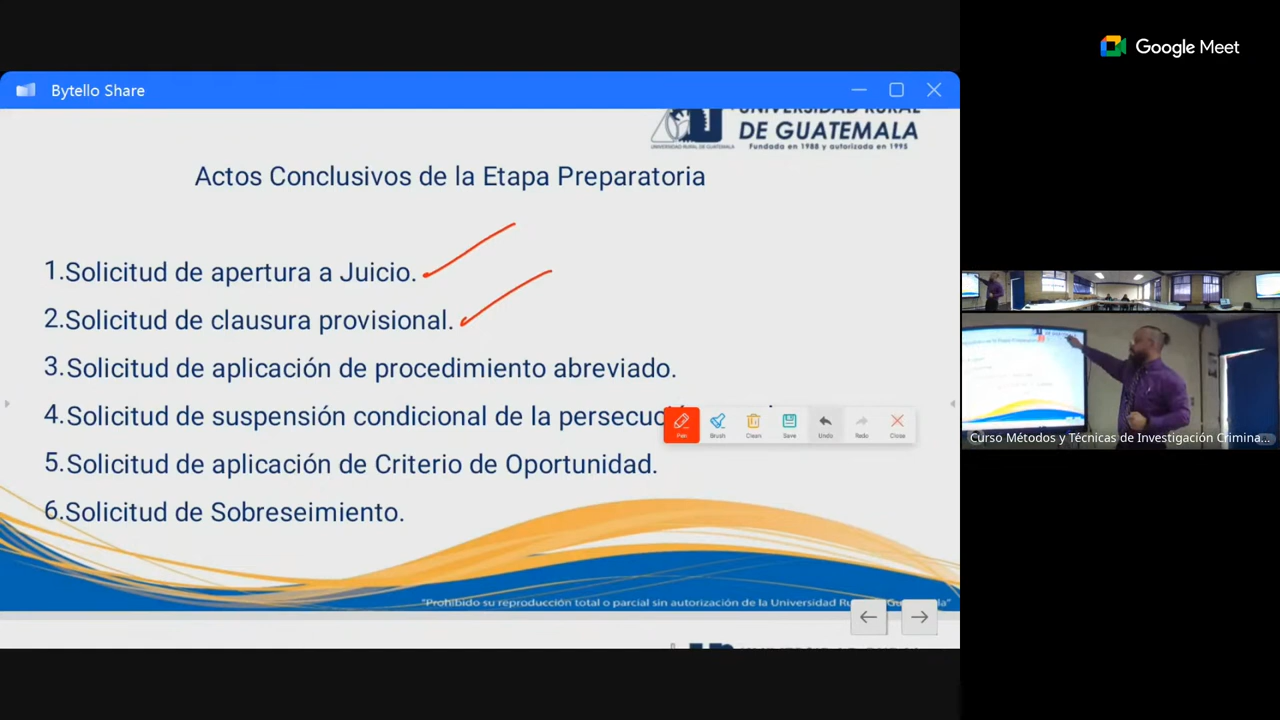 Google Meet
Bytello Share
UNIVERSIDAD RURAL
DE GUATEMALA
Fundada en 1988 y autorizada en 1995
UNIVERSIDAD RURAL DE GUATEMALA
Actos Conclusivos de la Etapa Preparatoria
1.Solicitud de apertura a Juicio.
2.Solicitud de clausura provisional.
3.Solicitud de aplicación de procedimiento abreviado.
4.Solicitud de suspensión condicional de la persecu
Pen Brush Clean Save Undo Redo Close
5.Solicitud de aplicación de Criterio de Oportunidad.
6.Solicitud de Sobreseimiento.
"Prohibido su reproducción total o parcial sin autorización de la Universidad
Curso Métodos y Técnicas de Investigación Crimina...